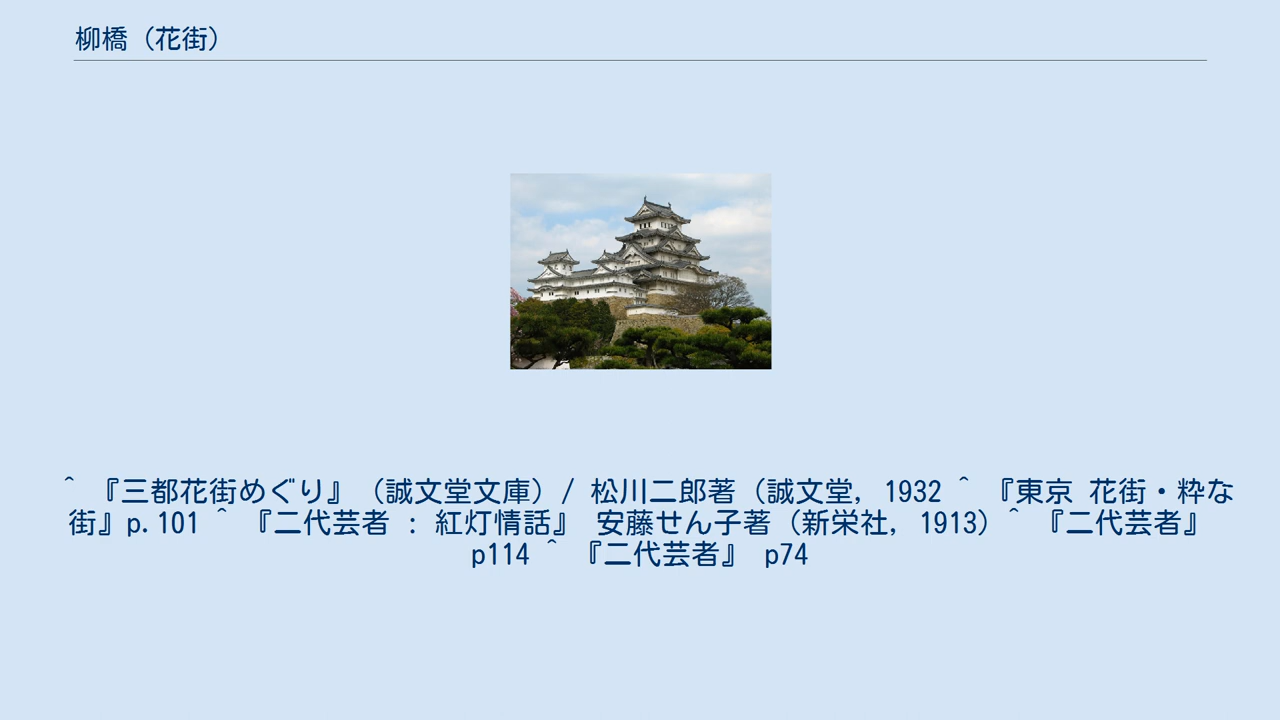 柳橋（花街）
^ 『三都花街めぐり』（誠文堂文庫）/ 松川二郎著（誠文堂, 1932 ^ 『東京 花街・粋な
街』p.101 ^ 『二代芸者 : 紅灯情話』 安藤せん子著（新栄社, 1913）^ 『二代芸者』
p114 ^ 『二代芸者』 p74